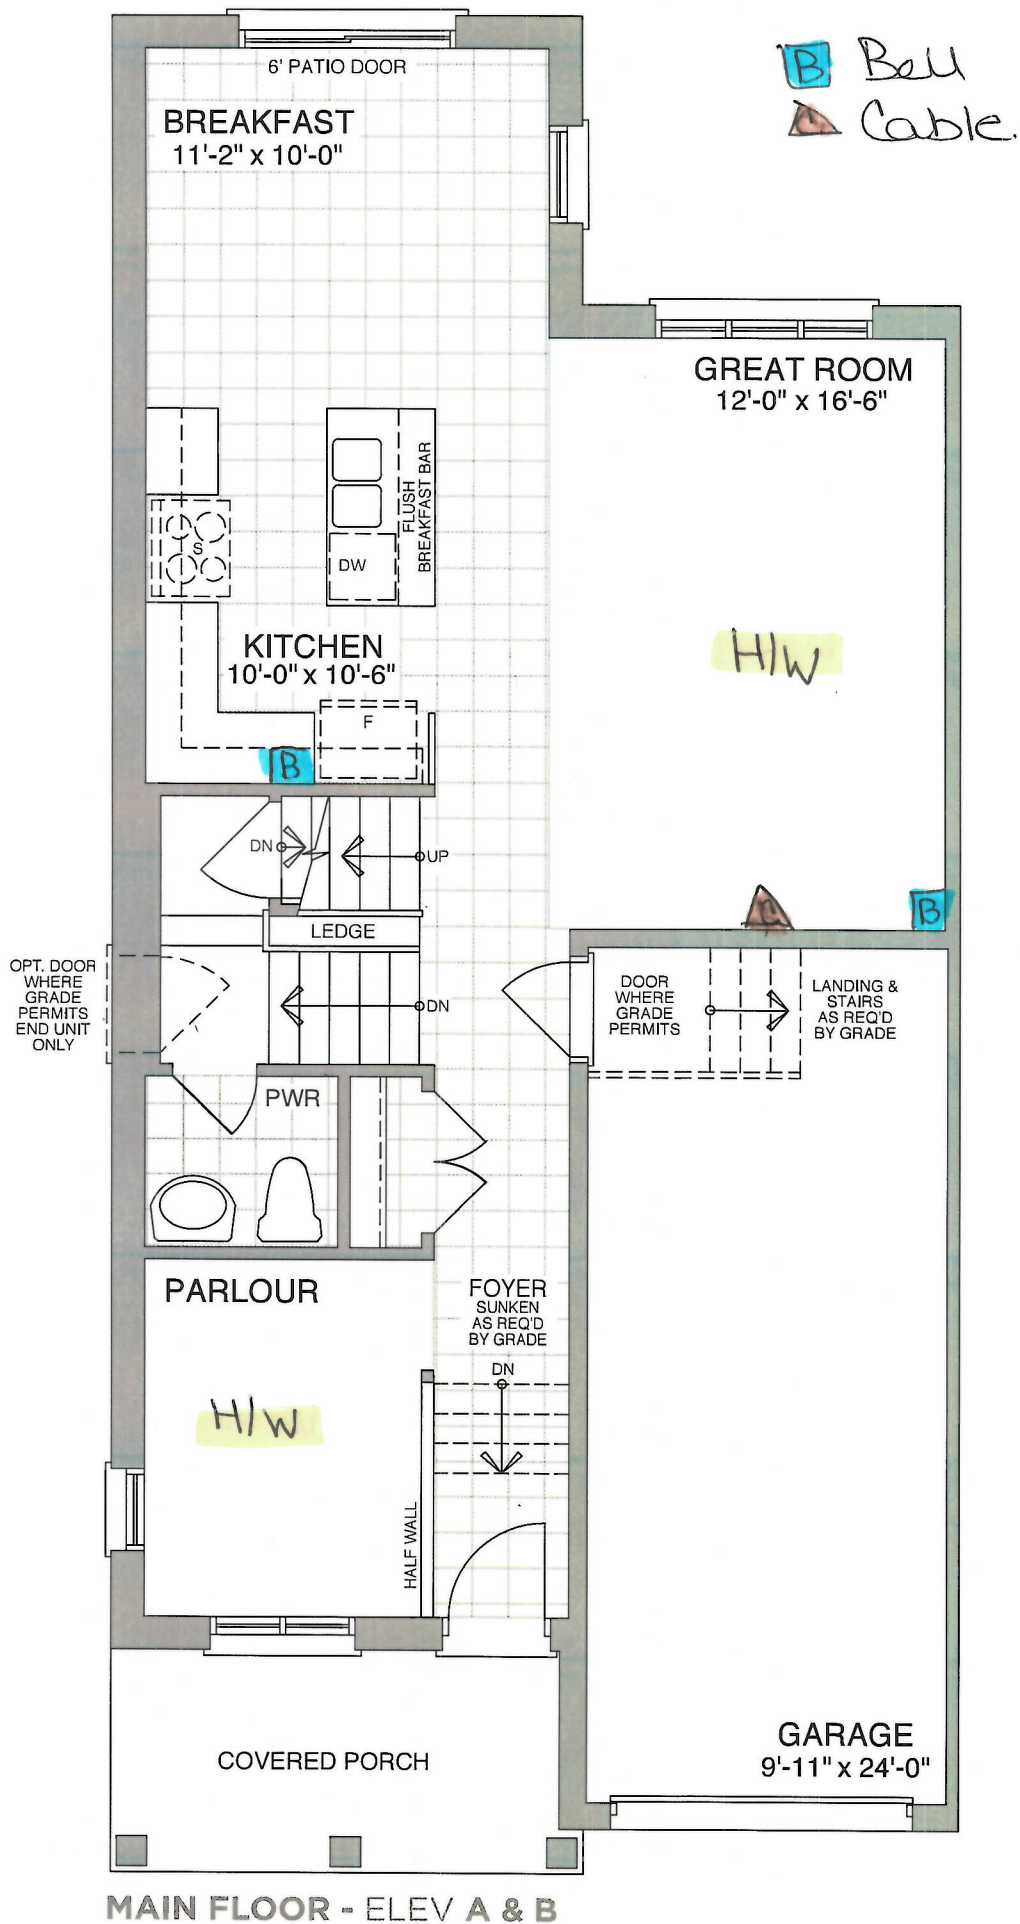 B Bell
C Cable.
6' PATIO DOOR
BREAKFAST
11'-2" x 10'-0"
GREAT ROOM
12'-0" x 16'-6"
FLUSH
BREAKFAST BAR
S
DW
KITCHEN
10'-0" x 10'-6"
H/W
F
B
DN
UP
C
B
LEDGE
OPT. DOOR
WHERE
GRADE
PERMITS
END UNIT
ONLY
DN
DOOR
WHERE
GRADE
PERMITS
LANDING &
STAIRS
AS REQ'D
BY GRADE
PWR
PARLOUR
FOYER
SUNKEN
AS REQ'D
BY GRADE
DN
H/W
HALF WALL
GARAGE
9'-11" x 24'-0"
COVERED PORCH
MAIN FLOOR - ELEV A & B